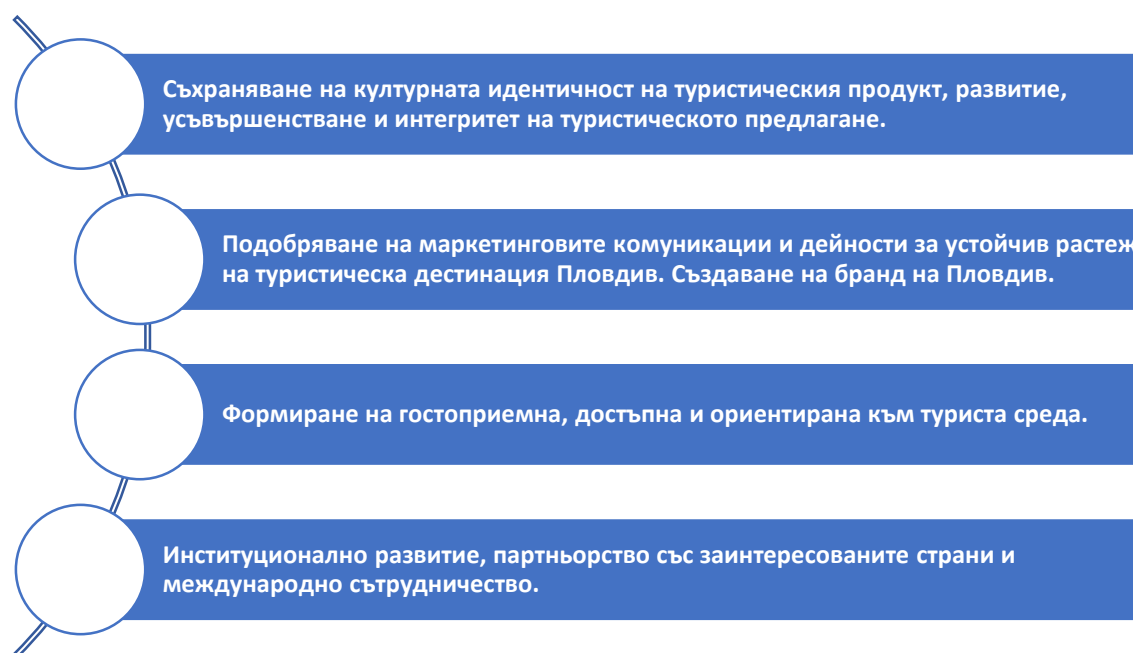 Съхраняване на културната идентичност на туристическия продукт, развитие,
усъвършенстване и интегритет на туристическото предлагане.
Подобряване на маркетинговите комуникации и дейности за устойчив растеж
на туристическа дестинация Пловдив. Създаване на бранд на Пловдив.
Формиране на гостоприемна, достъпна и ориентирана към туриста среда.
Институционално развитие, партньорство със заинтересованите страни и
международно сътрудничество.